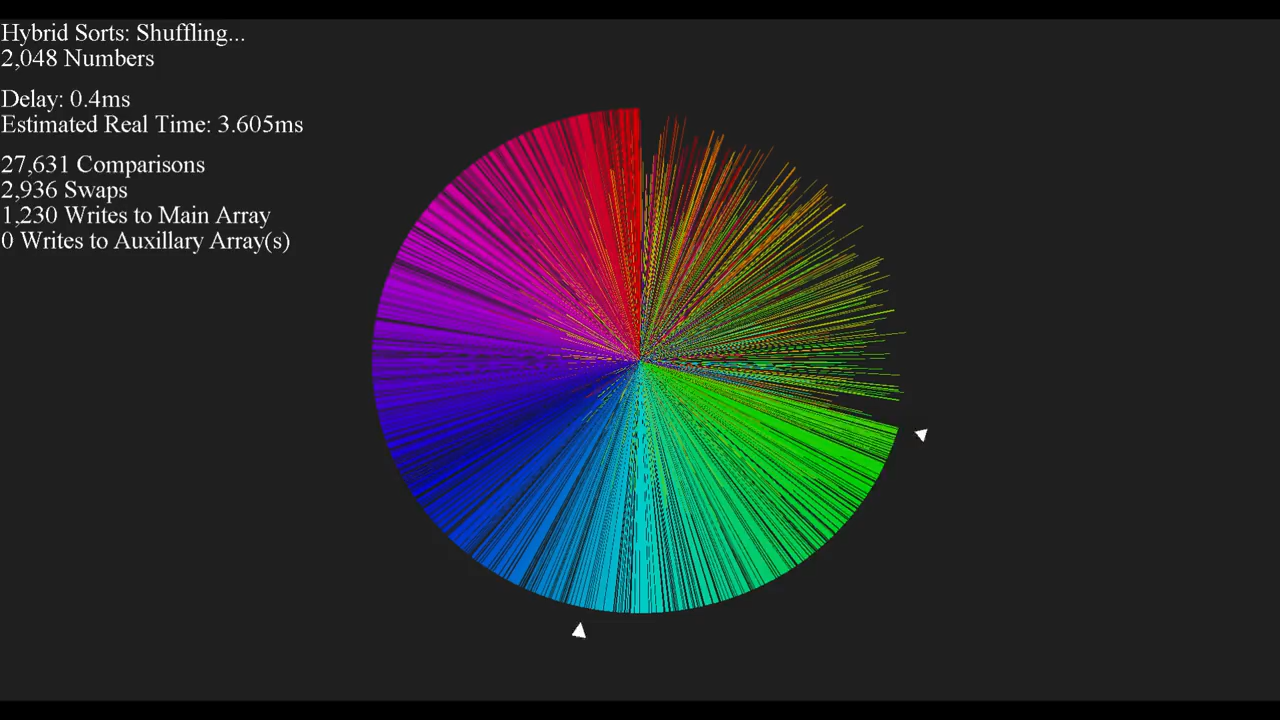 Hybrid Sorts: Shuffling...
2,048 Numbers
Delay: 0.4ms
Estimated Real Time: 3.605ms
27,631 Comparisons
2,936 Swaps
1,230 Writes to Main Array
0 Writes to Auxillary Array(s)